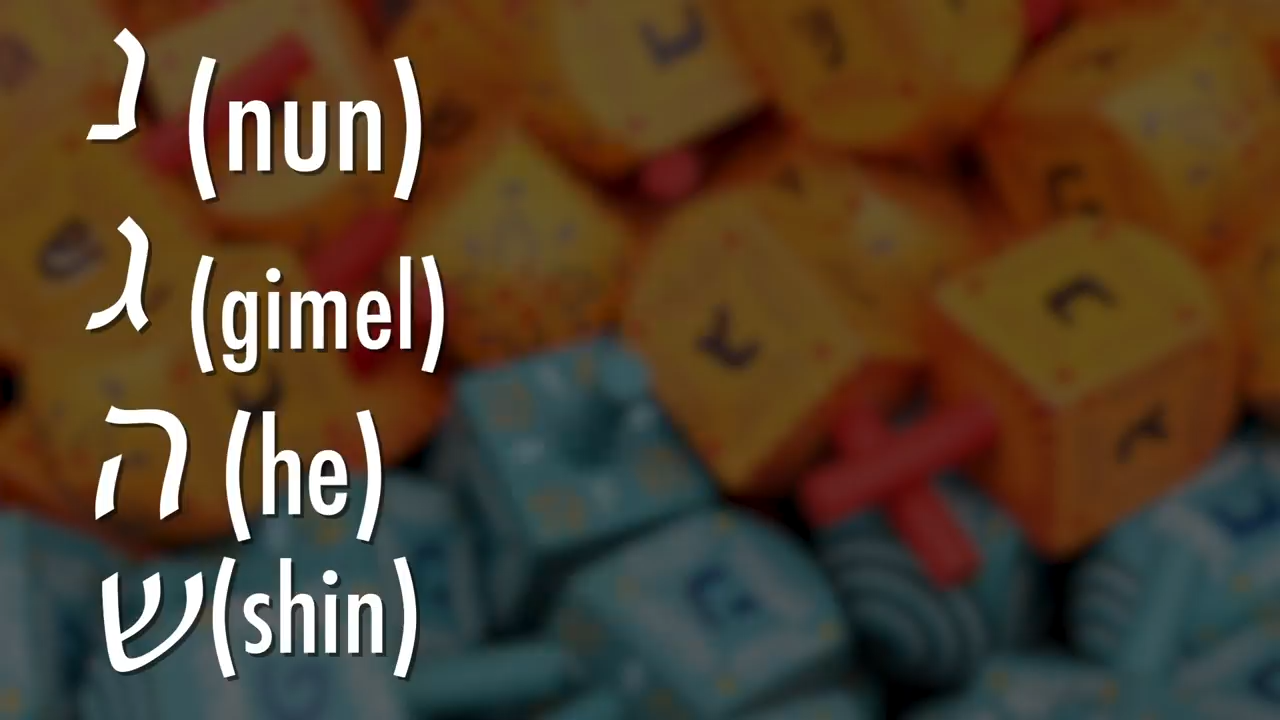 נ (nun)
ג (gimel)
ה (he)
ש (shin)